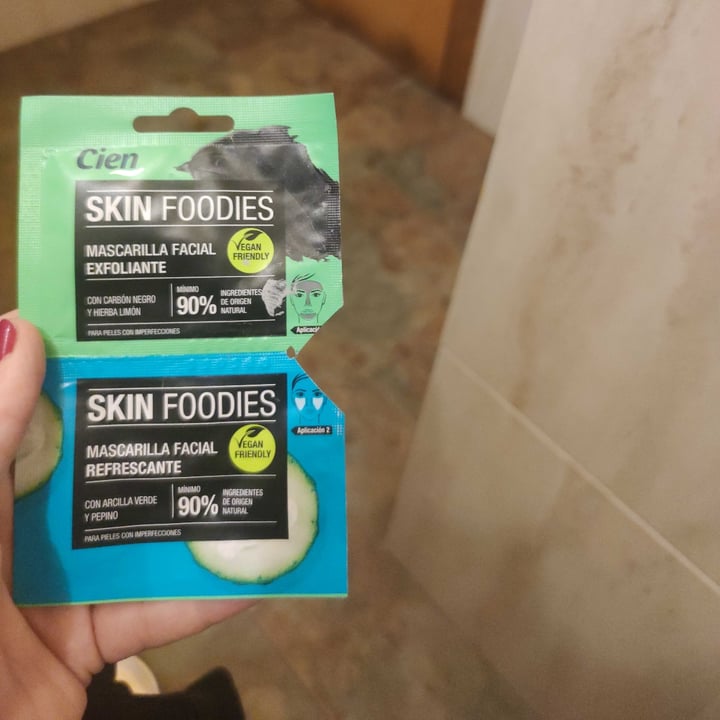 Cien
SKIN FOODIES
MASCARILLA FACIAL
EXFOLIANTE
VEGAN
FRIENDLY
CON CARBÓN NEGRO
Y HIERBA LIMÓN
MÍNIMO
90%
INGREDIENTES
DE ORIGEN
NATURAL
PARA PIELES CON IMPERFECCIONES
SKIN FOODIES
MASCARILLA FACIAL
REFRESCANTE
VEGAN
FRIENDLY
Aplicación 2
CON ARCILLA VERDE
Y PEPINO
MÍNIMO
90%
INGREDIENTES
DE ORIGEN
NATURAL
PARA PIELES CON IMPERFECCIONES